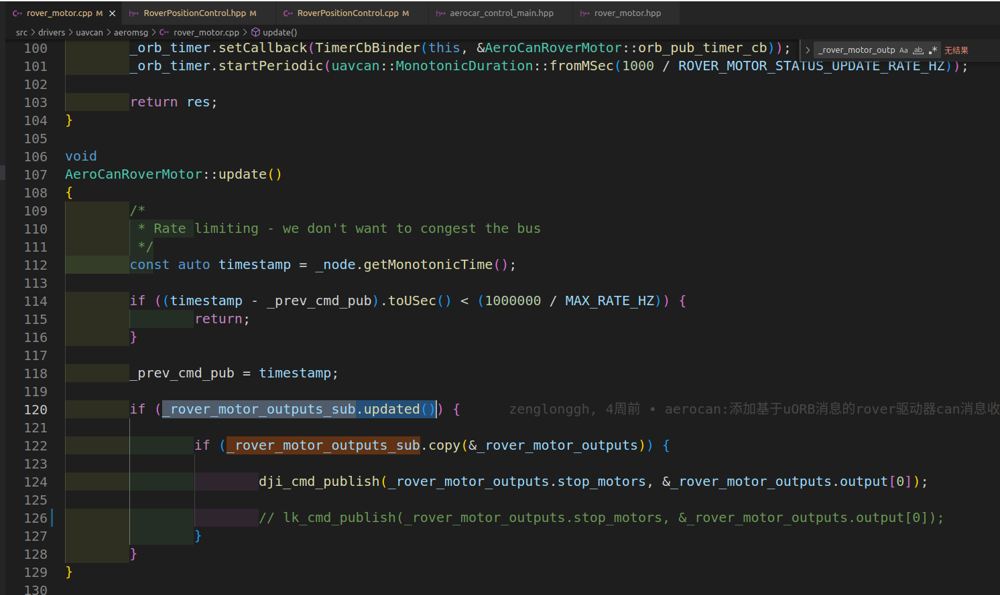 rover_motor.cpp M × RoverPositionControl.hpp M RoverPositionControl.cpp M aerocar_control_main.hpp rover_motor.hpp
src > drivers > uavcan > aeromsg > rover_motor.cpp > update()
_rover_motor_outp Aa ab .* 无结果
100 _orb_timer.setCallback(TimerCbBinder(this, &AeroCanRoverMotor::orb_pub_timer_cb));
101 _orb_timer.startPeriodic(uavcan::MonotonicDuration::fromMSec(1000 / ROVER_MOTOR_STATUS_UPDATE_RATE_HZ));
102
103 return res;
104 }
105
106 void
107 AeroCanRoverMotor::update()
108 {
109 /*
110 * Rate limiting - we don't want to congest the bus
111 */
112 const auto timestamp = _node.getMonotonicTime();
113
114 if ((timestamp - _prev_cmd_pub).toUSec() < (1000000 / MAX_RATE_HZ)) {
115 return;
116 }
117
118 _prev_cmd_pub = timestamp;
119
120 if (_rover_motor_outputs_sub.updated()) { zenglonggh, 4周前 • aerocan:添加基于uORB消息的rover驱动器can消息收
121
122 if (_rover_motor_outputs_sub.copy(&_rover_motor_outputs)) {
123
124 dji_cmd_publish(_rover_motor_outputs.stop_motors, &_rover_motor_outputs.output[0]);
125
126 // lk_cmd_publish(_rover_motor_outputs.stop_motors, &_rover_motor_outputs.output[0]);
127 }
128 }
129 }
130